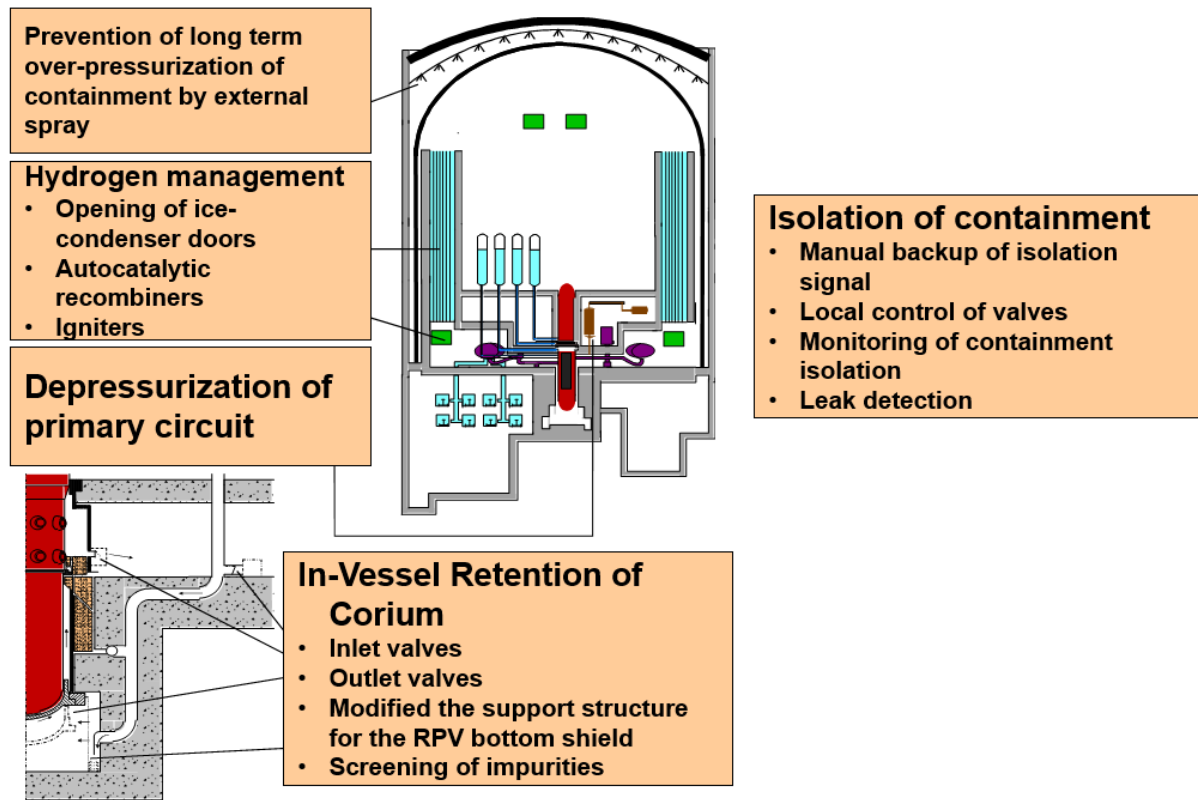 Prevention of long term
over-pressurization of
containment by external
spray
Hydrogen management
• Opening of ice-
condenser doors
• Autocatalytic
recombiners
• Igniters
Depressurization of
primary circuit
Isolation of containment
• Manual backup of isolation
signal
• Local control of valves
• Monitoring of containment
isolation
• Leak detection
In-Vessel Retention of
Corium
• Inlet valves
• Outlet valves
• Modified the support structure
for the RPV bottom shield
• Screening of impurities